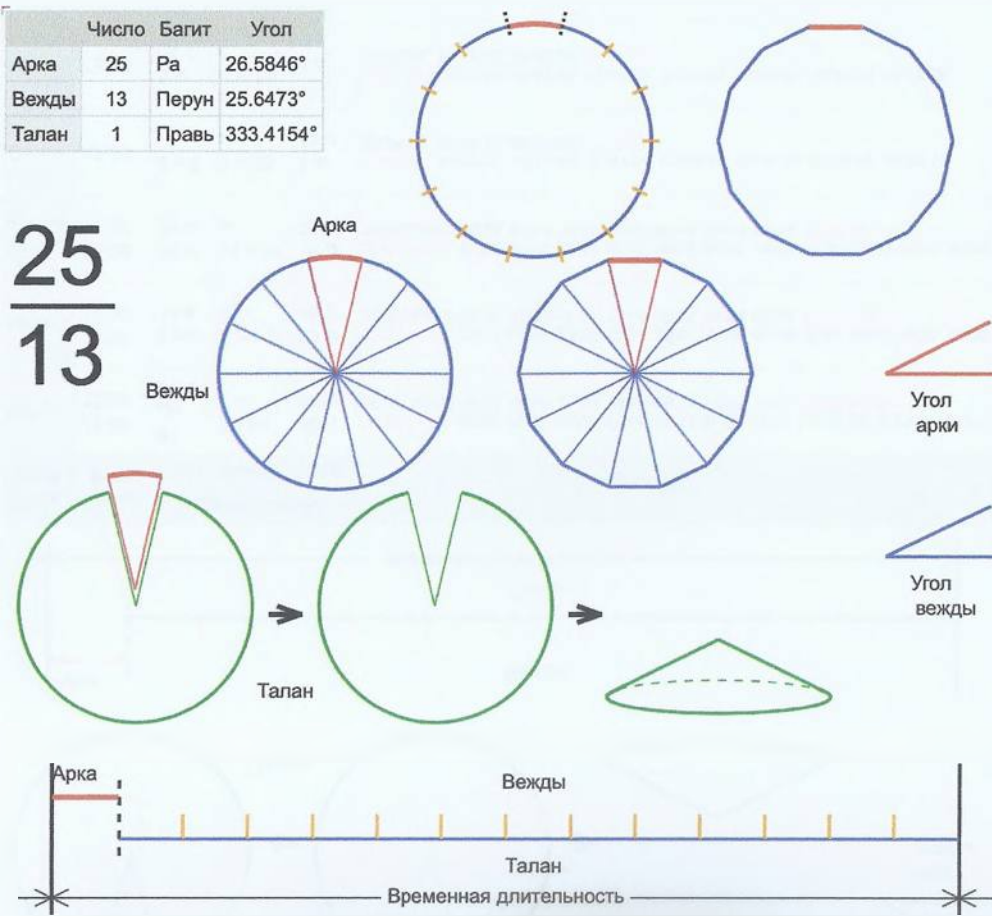 Число Багит Угол
Арка 25 Ра 26.5846°
Вежды 13 Перун 25.6473°
Талан 1 Правь 333.4154°
25
13
Арка
Вежды
Угол
арки
Угол
вежды
Талан
Арка
Вежды
Талан
Временная длительность